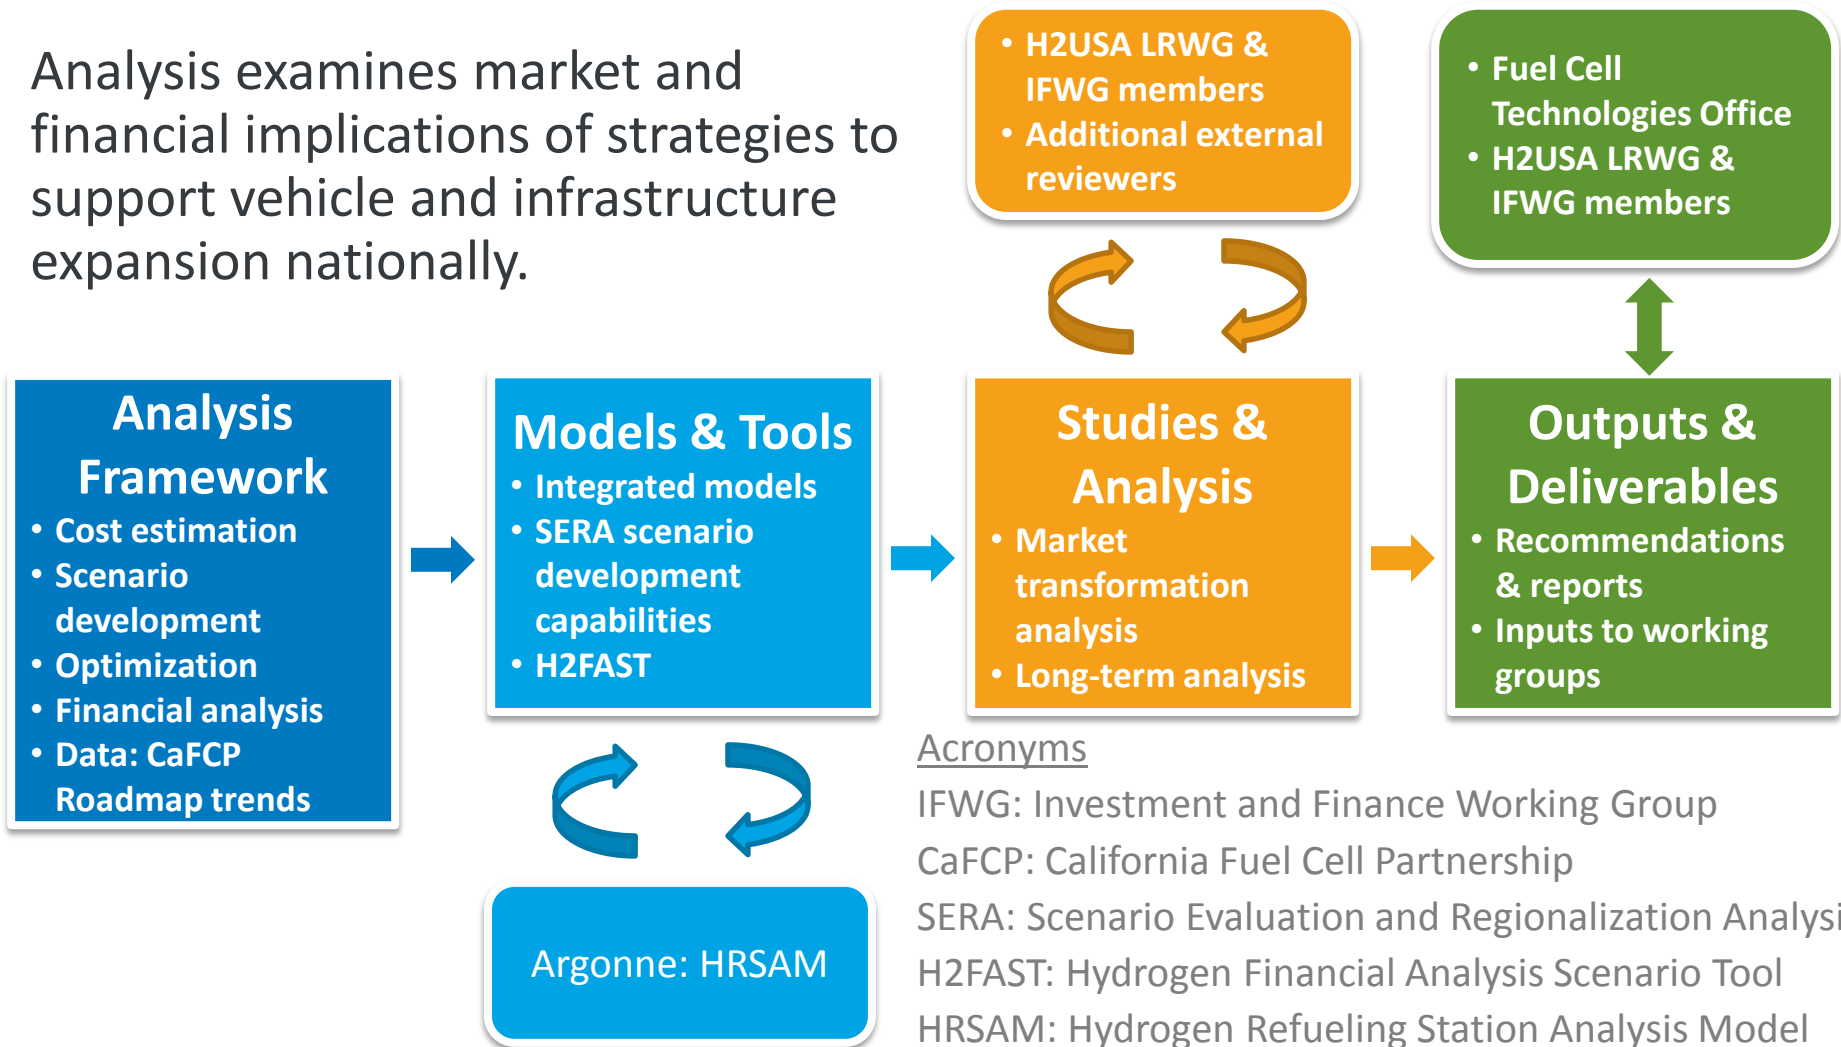 Analysis examines market and
financial implications of strategies to
support vehicle and infrastructure
expansion nationally.
• H2USA LRWG &
IFWG members
• Additional external
reviewers
• Fuel Cell
Technologies Office
• H2USA LRWG &
IFWG members
Analysis
Framework
• Cost estimation
• Scenario
development
• Optimization
• Financial analysis
• Data: CaFCP
Roadmap trends
Models & Tools
• Integrated models
• SERA scenario
development
capabilities
• H2FAST
Studies &
Analysis
• Market
transformation
analysis
• Long-term analysis
Outputs &
Deliverables
• Recommendations
& reports
• Inputs to working
groups
Argonne: HRSAM
Acronyms
IFWG: Investment and Finance Working Group
CaFCP: California Fuel Cell Partnership
SERA: Scenario Evaluation and Regionalization Analysi
H2FAST: Hydrogen Financial Analysis Scenario Tool
HRSAM: Hydrogen Refueling Station Analysis Model